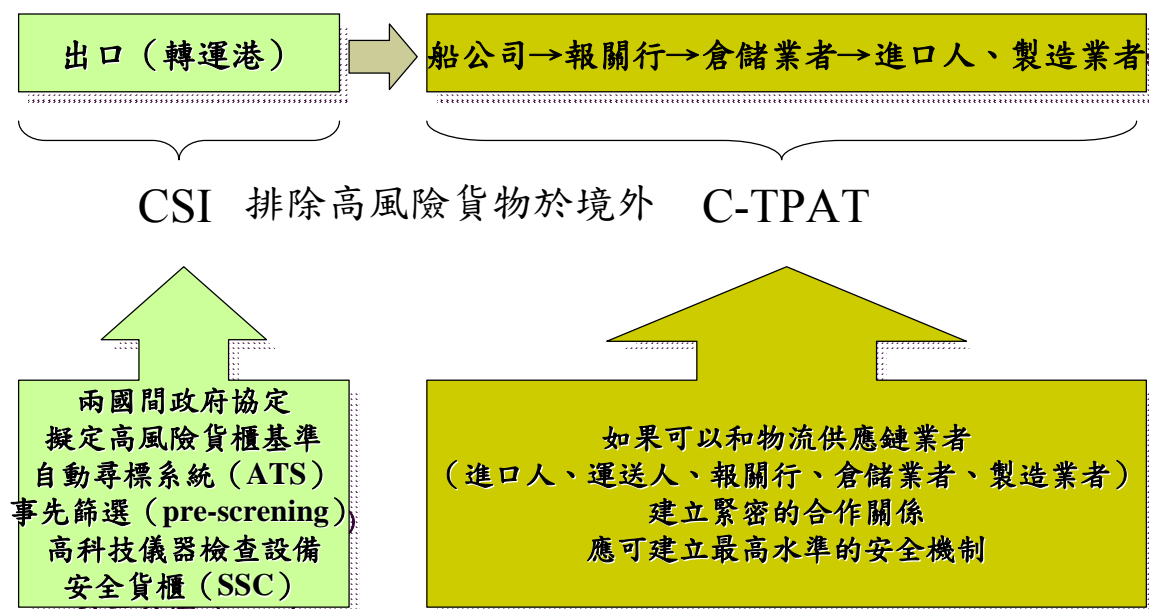 出口（轉運港）
船公司→報關行→倉儲業者→進口人、製造業者
CSI 排除高風險貨物於境外 C-TPAT
兩國間政府協定
擬定高風險貨櫃基準
自動尋標系統（ATS）
事先篩選（pre-screning）
高科技儀器檢查設備
安全貨櫃（SSC）
如果可以和物流供應鏈業者
（進口人、運送人、報關行、倉儲業者、製造業者）
建立緊密的合作關係
應可建立最高水準的安全機制